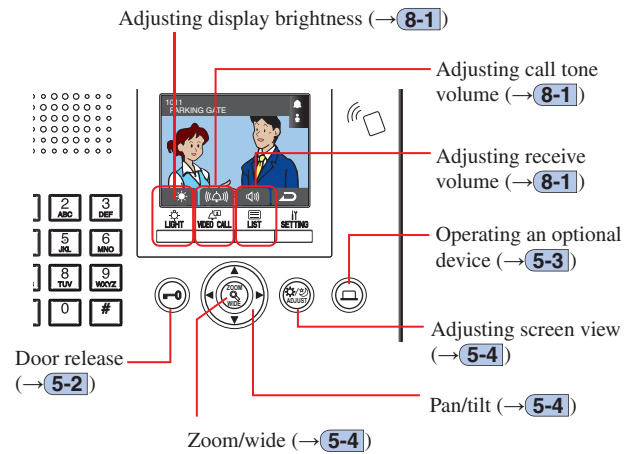 Adjusting display brightness (→8-1)
Adjusting call tone
volume (→8-1)
Adjusting receive
volume (→8-1)
Operating an optional
device (→5-3)
Adjusting screen view
(→5-4)
Pan/tilt (→5-4)
Zoom/wide (→5-4)
Door release
(→5-2)
1011
PARKING GATE
LIGHT
VIDEO CALL
LIST
SETTING
2
ABC
3
DEF
5
JKL
6
MNO
8
TUV
9
WXYZ
0
#
ZOOM
WIDE
ADJUST